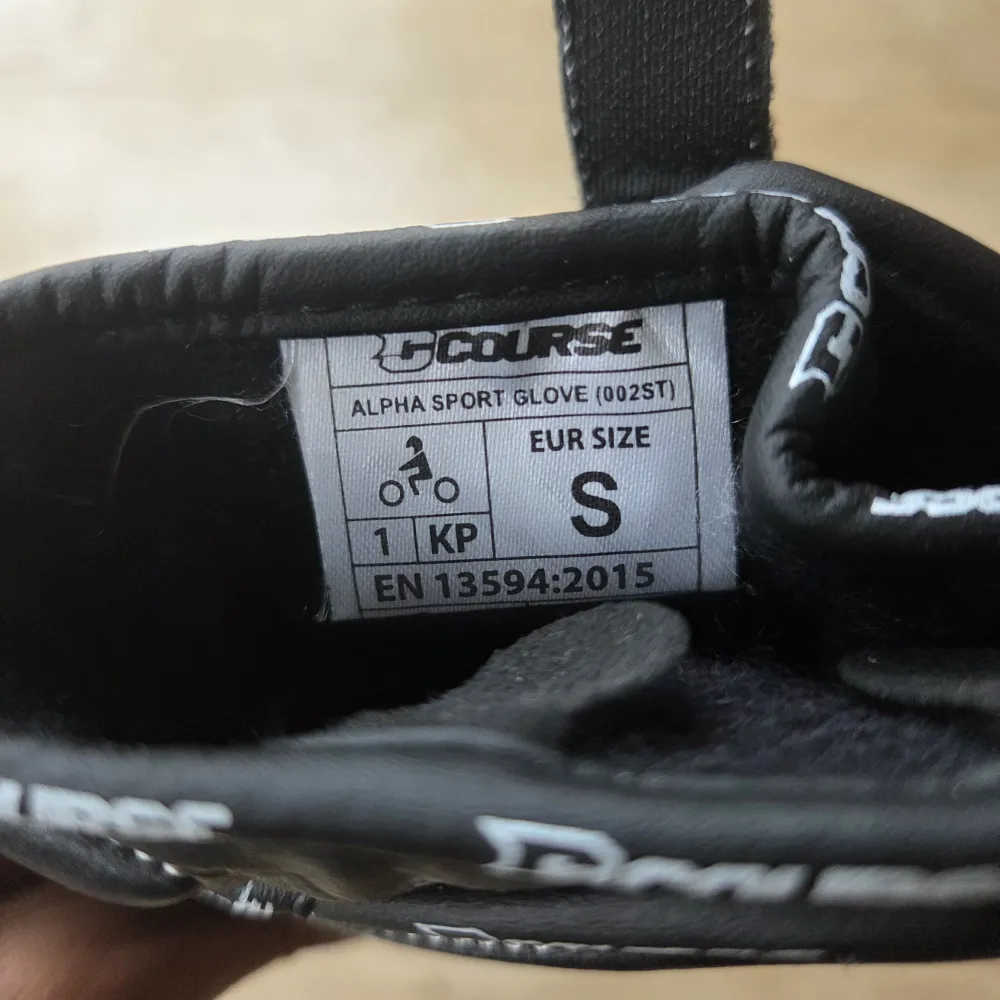 COURSE
ALPHA SPORT GLOVE (002ST)
EUR SIZE
S
1 KP
EN 13594:2015